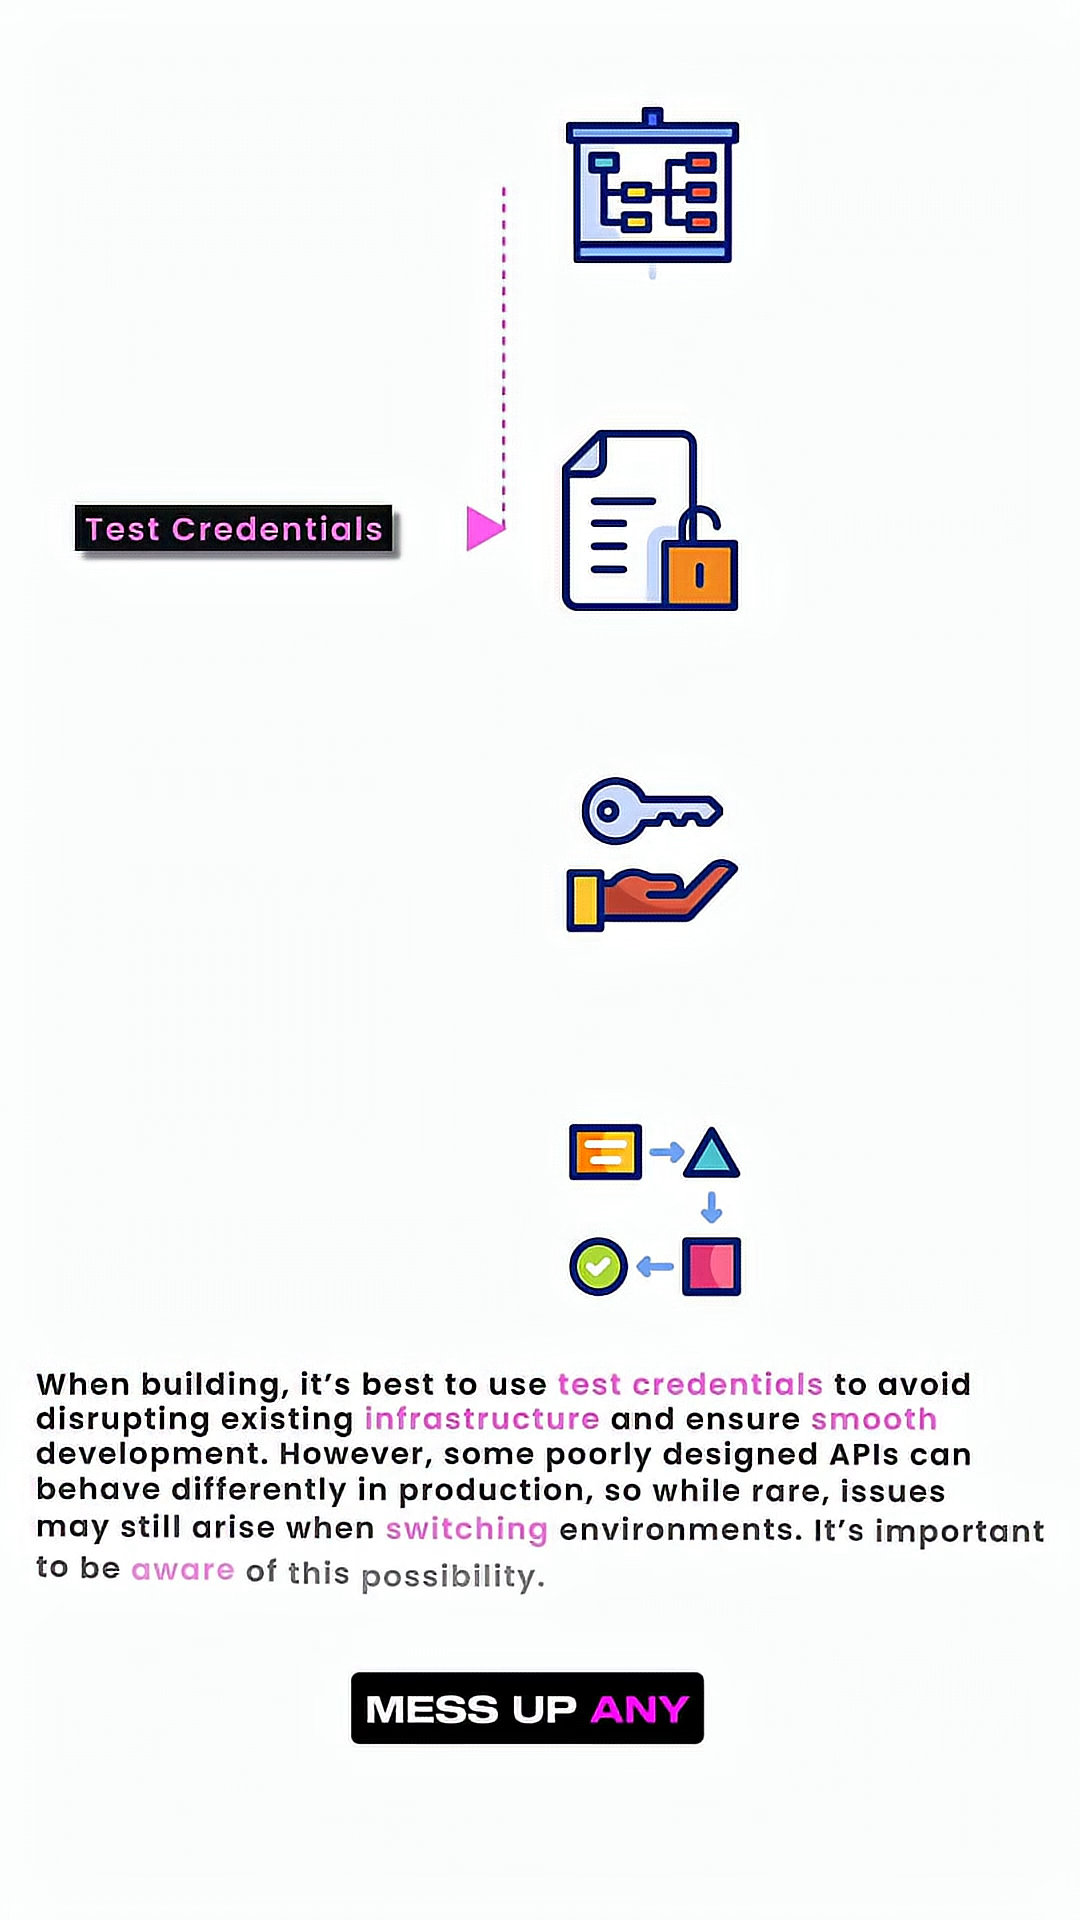 Test Credentials
When building, it’s best to use test credentials to avoid
disrupting existing infrastructure and ensure smooth
development. However, some poorly designed APIs can
behave differently in production, so while rare, issues
may still arise when switching environments. It’s important
to be aware of this possibility.
MESS UP ANY